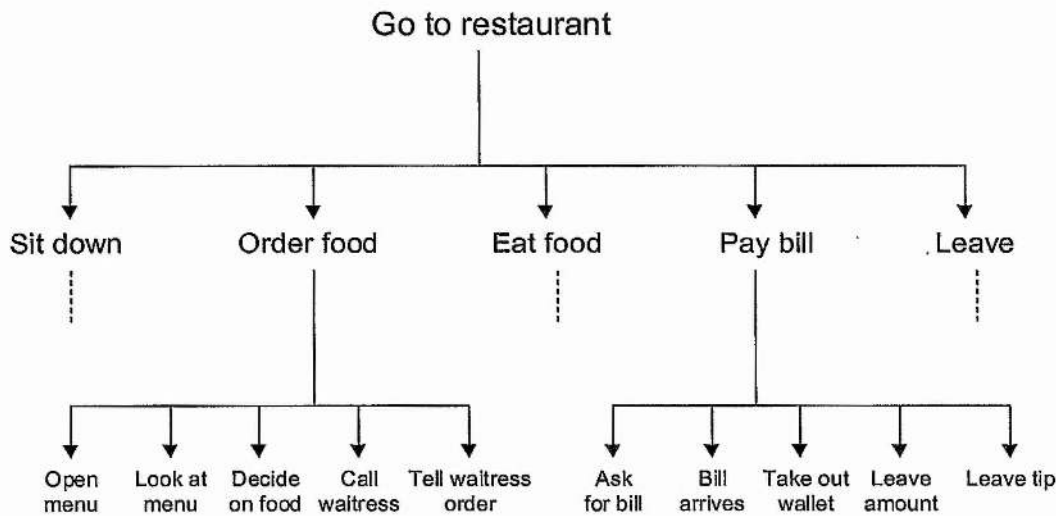 Go to restaurant
Sit down
Order food
Eat food
Pay bill
Leave
Open
menu
Look at
menu
Decide
on food
Call
waitress
Tell waitress
order
Ask
for bill
Bill
arrives
Take out
wallet
Leave
amount
Leave tip